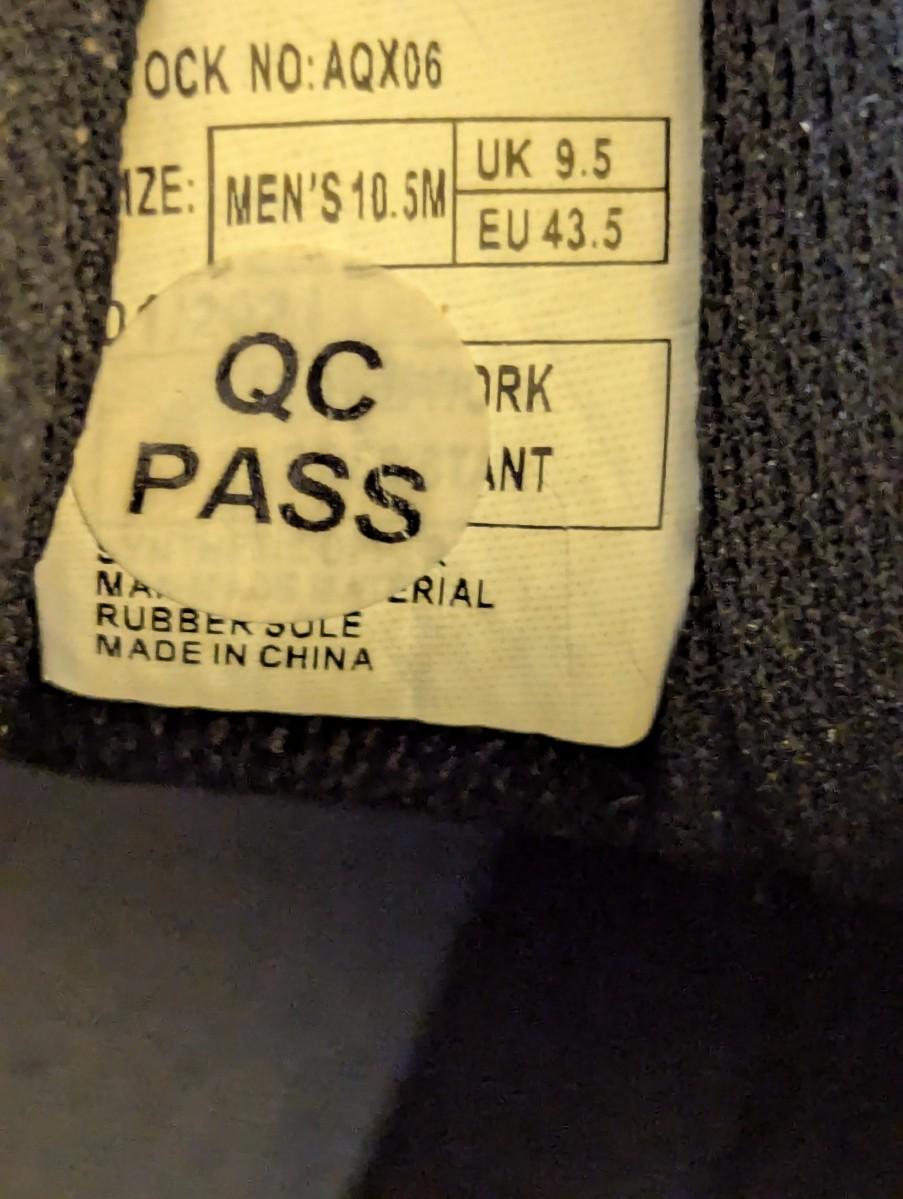 OCK NO: AQX06
IZE:
MEN'S 10.5M
UK 9.5
EU 43.5
QC
PASS
ORK
ANT
ERIAL
RUBBER SOLE
MADE IN CHINA